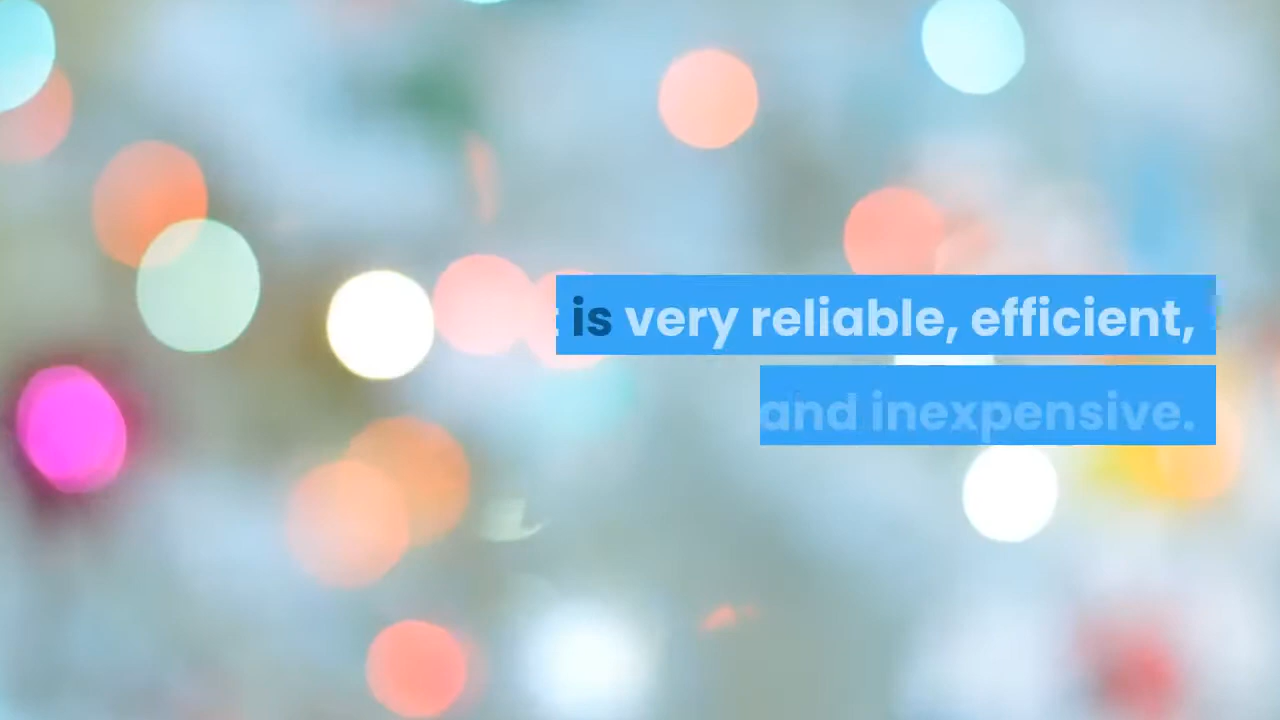 is very reliable, efficient,
and inexpensive.